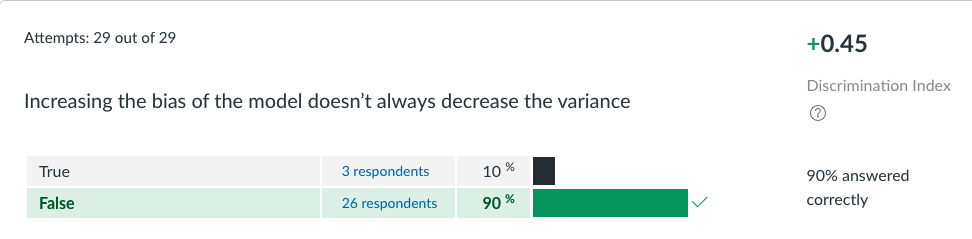 Attempts: 29 out of 29
+0.45
Discrimination Index
?
Increasing the bias of the model doesn’t always decrease the variance
True 3 respondents 10 %
False 26 respondents 90 %
90% answered
correctly